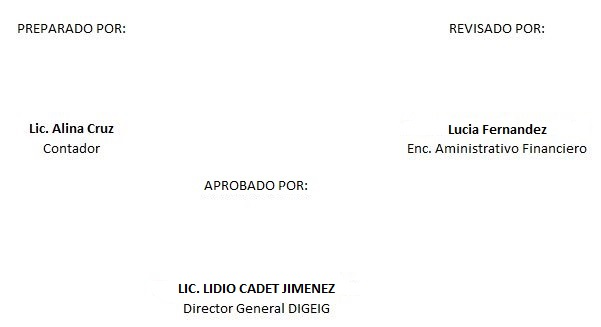 PREPARADO POR:
REVISADO POR:
Lic. Alina Cruz
Lucia Fernandez
Contador
Enc. Aministrativo Financiero
APROBADO POR:
LIC. LIDIO CADET JIMENEZ
Director General DIGEIG